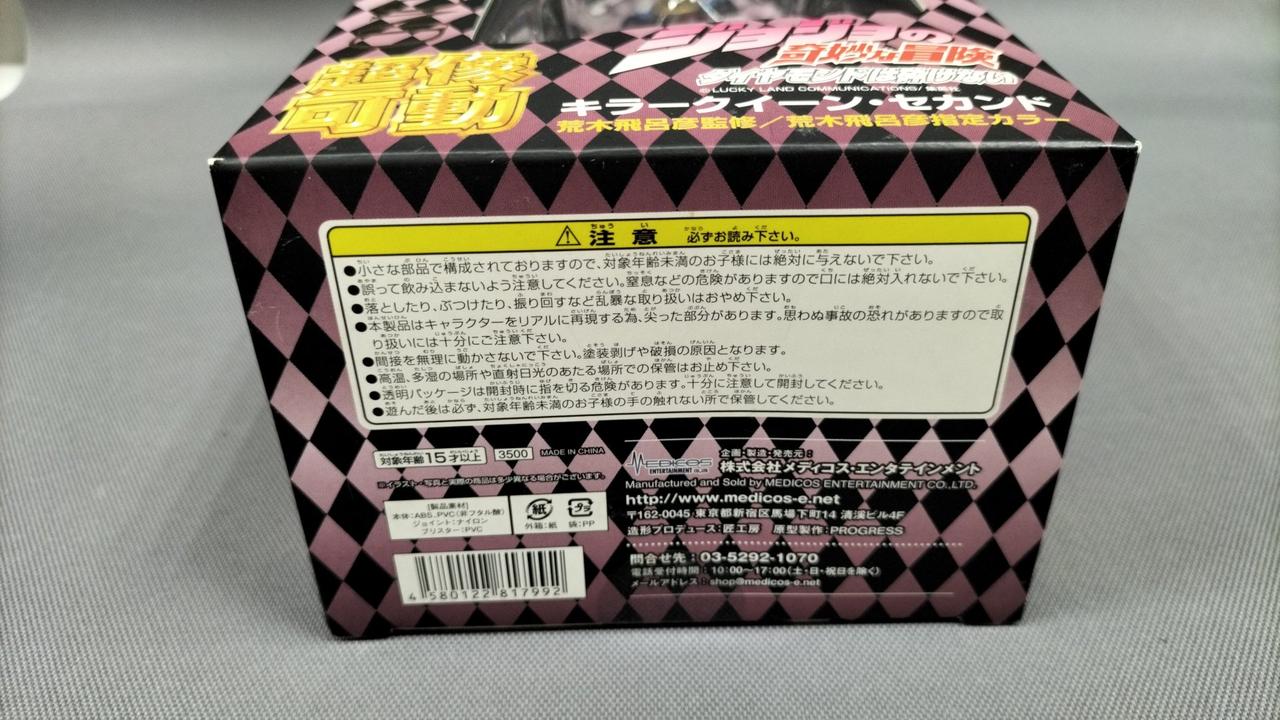 超像
可動
ジョジョの
奇妙な冒険
ダイヤモンドは砕けない
©LUCKY LAND COMMUNICATIONS/集英社
キラークイーン・セカンド
荒木飛呂彦監修/荒木飛呂彦指定カラー
⚠注意 必ずお読み下さい。
●小さな部品で構成されておりますので、対象年齢未満のお子様には絶対に与えないで下さい。
●誤って飲み込まないよう注意してください。窒息などの危険がありますので口には絶対入れないで下さい。
●落としたり、ぶつけたり、振り回すなど乱暴な取り扱いはおやめ下さい。
●本製品はキャラクターをリアルに再現する為、尖った部分があります。思わぬ事故の恐れがありますので取
り扱いには十分にご注意下さい。
●間接を無理に動かさないで下さい。塗装剥げや破損の原因となります。
●高温、多湿の場所や直射日光のあたる場所での保管はお止め下さい。
●透明パッケージは開封時に指を切る危険があります。十分に注意して開封してください。
●遊んだ後は必ず、対象年齢未満のお子様の手の触れない所で保管してください。
対象年齢15才以上 3500 MADE IN CHINA
※イラスト・写真と実際の商品は多少異なる場合がございます。
[製品素材]
本体:ABS、PVC(非フタル酸)
ジョイント:ナイロン
ブリスター:PVC
紙
外箱:紙
プラ
袋:PP
4 580122 817992
MEDICOS
ENTERTAINMENT CO.,LTD.
企画・製造・発売元:
株式会社メディコス・エンタテインメント
Manufactured and Sold by MEDICOS ENTERTAINMENT CO.,LTD.
http://www.medicos-e.net
〒162-0045 東京都新宿区馬場下町14 清溪ビル4F
造形プロデュース:匠工房 原型製作:PROGRESS
問合せ先:03-5292-1070
電話受付時間:10:00~17:00(土・日・祝日を除く)
メールアドレス:shop@medicos-e.net